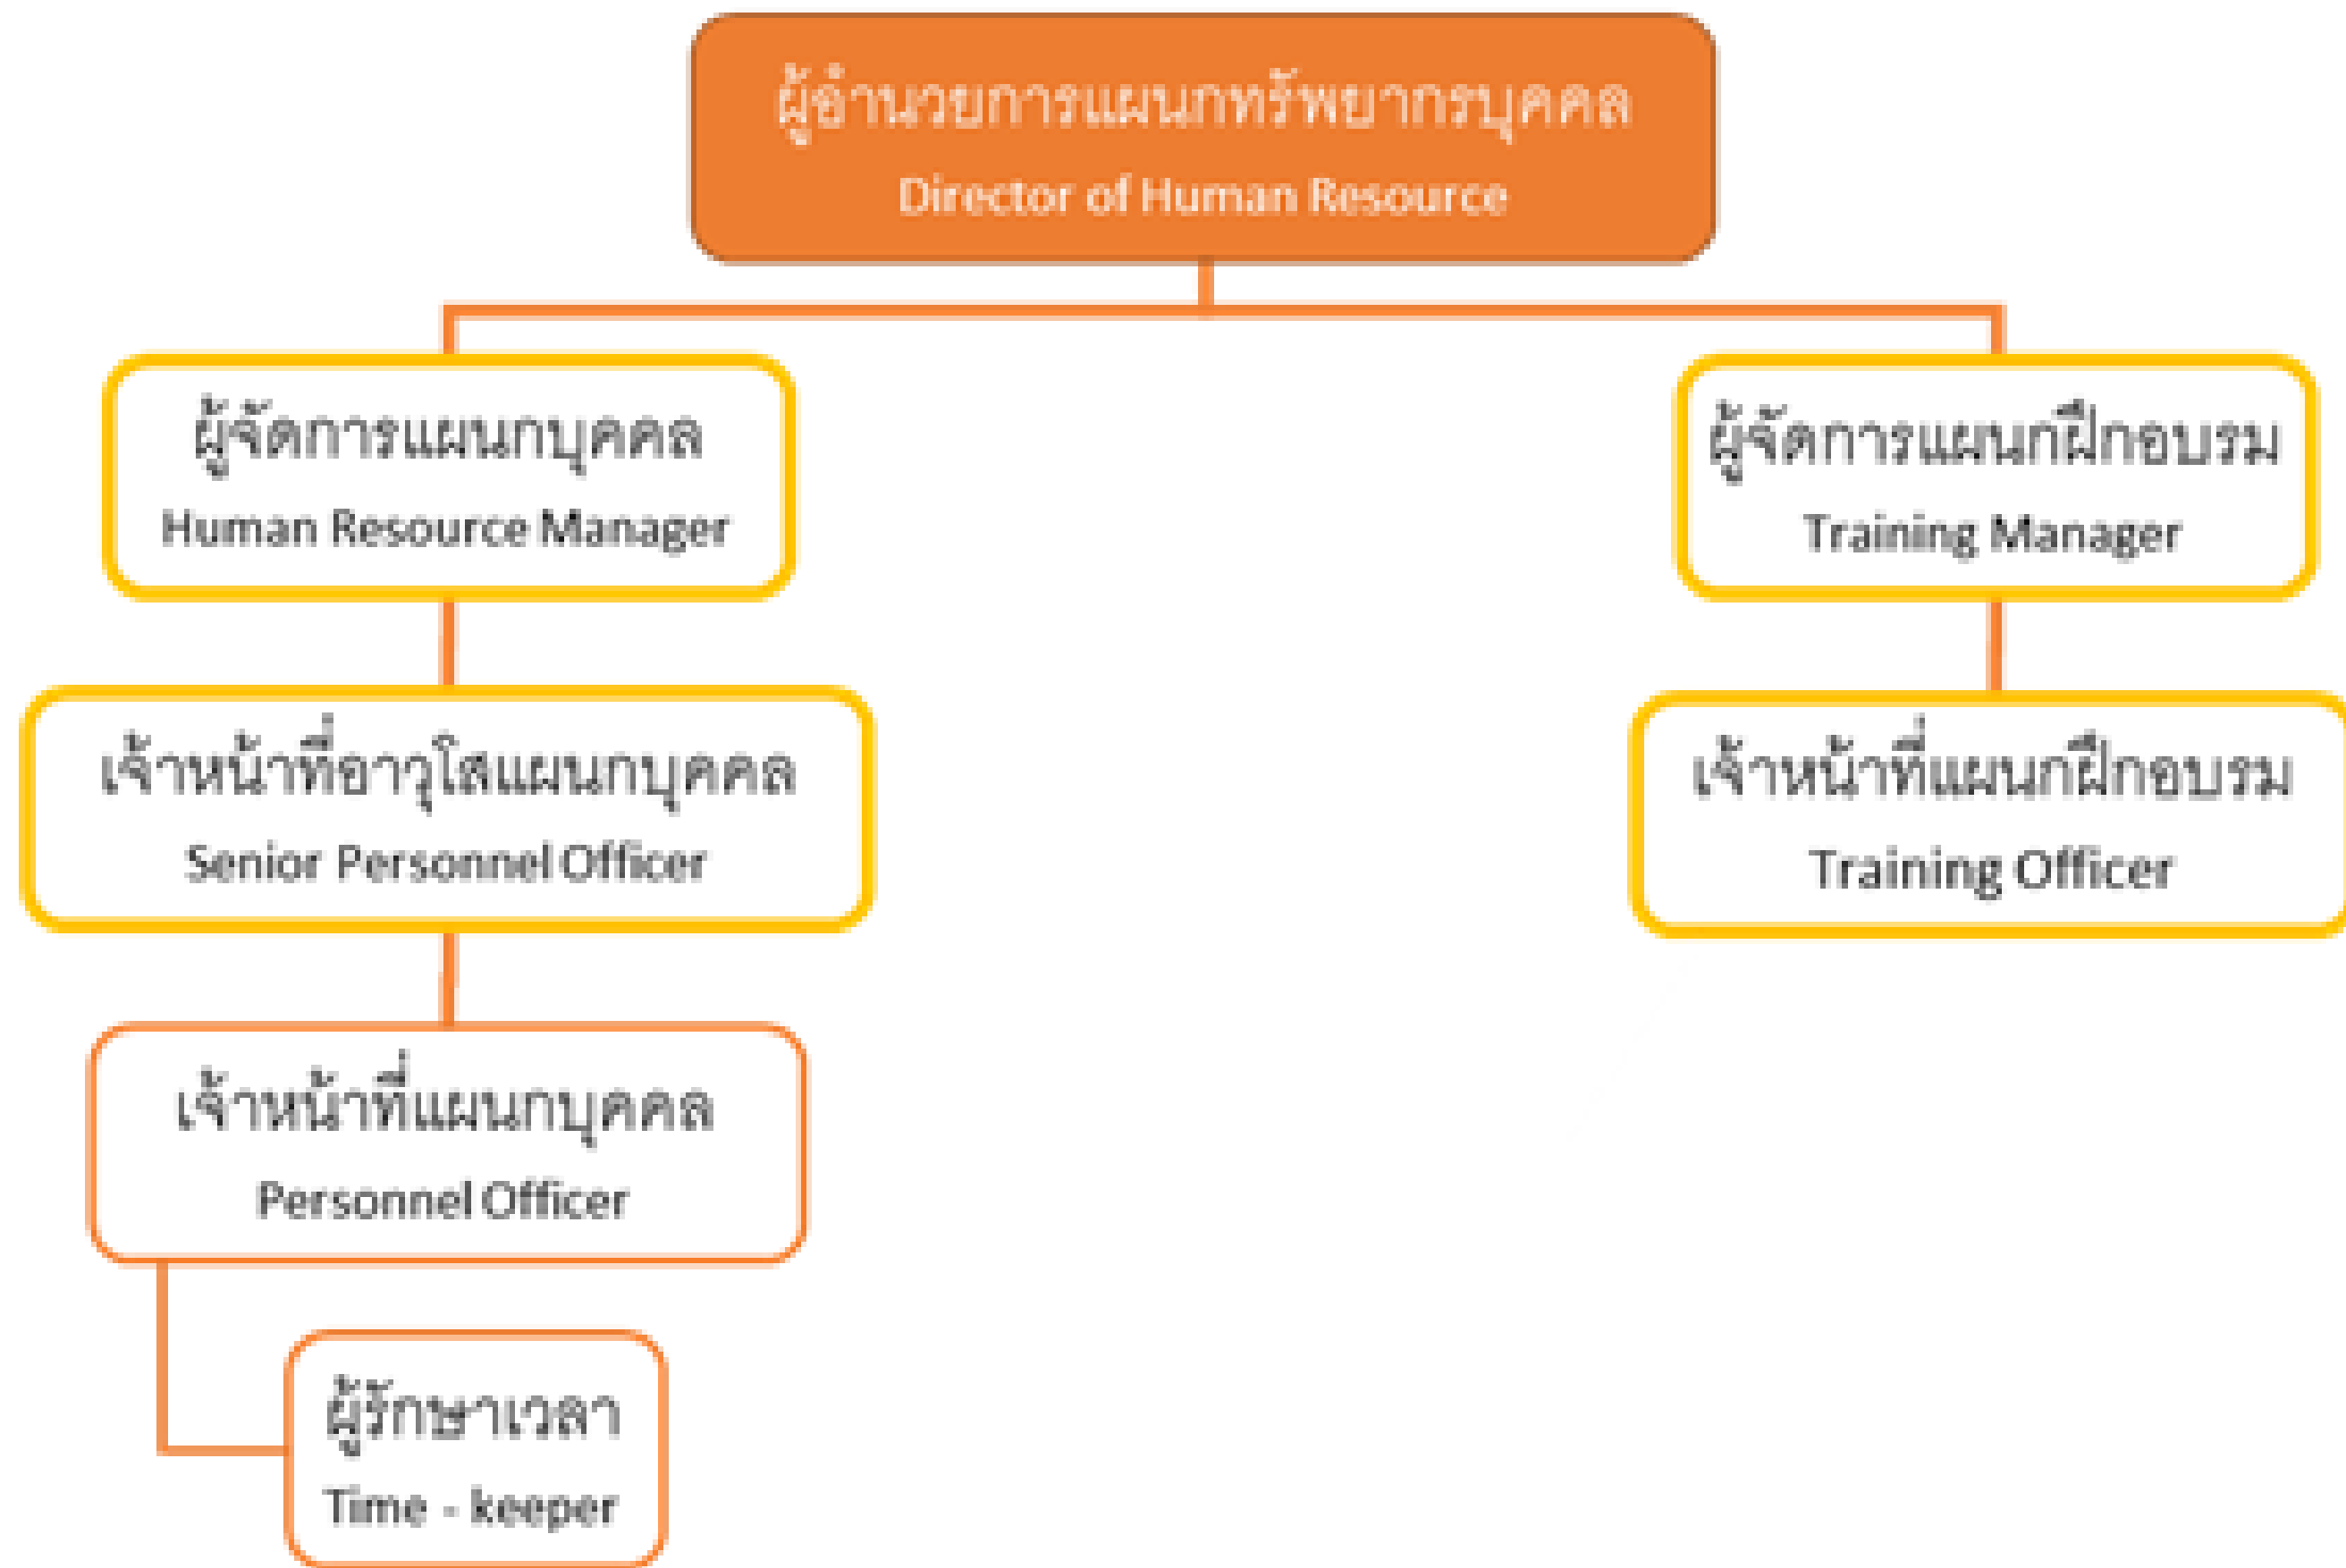 ผู้อำนวยการแผนกทรัพยากรบุคคล
Director of Human Resource
ผู้จัดการแผนกบุคคล
Human Resource Manager
ผู้จัดการแผนกฝึกอบรม
Training Manager
เจ้าหน้าที่อาวุโสแผนกบุคคล
Senior Personnel Officer
เจ้าหน้าที่แผนกฝึกอบรม
Training Officer
เจ้าหน้าที่แผนกบุคคล
Personnel Officer
ผู้รักษาเวลา
Time - keeper